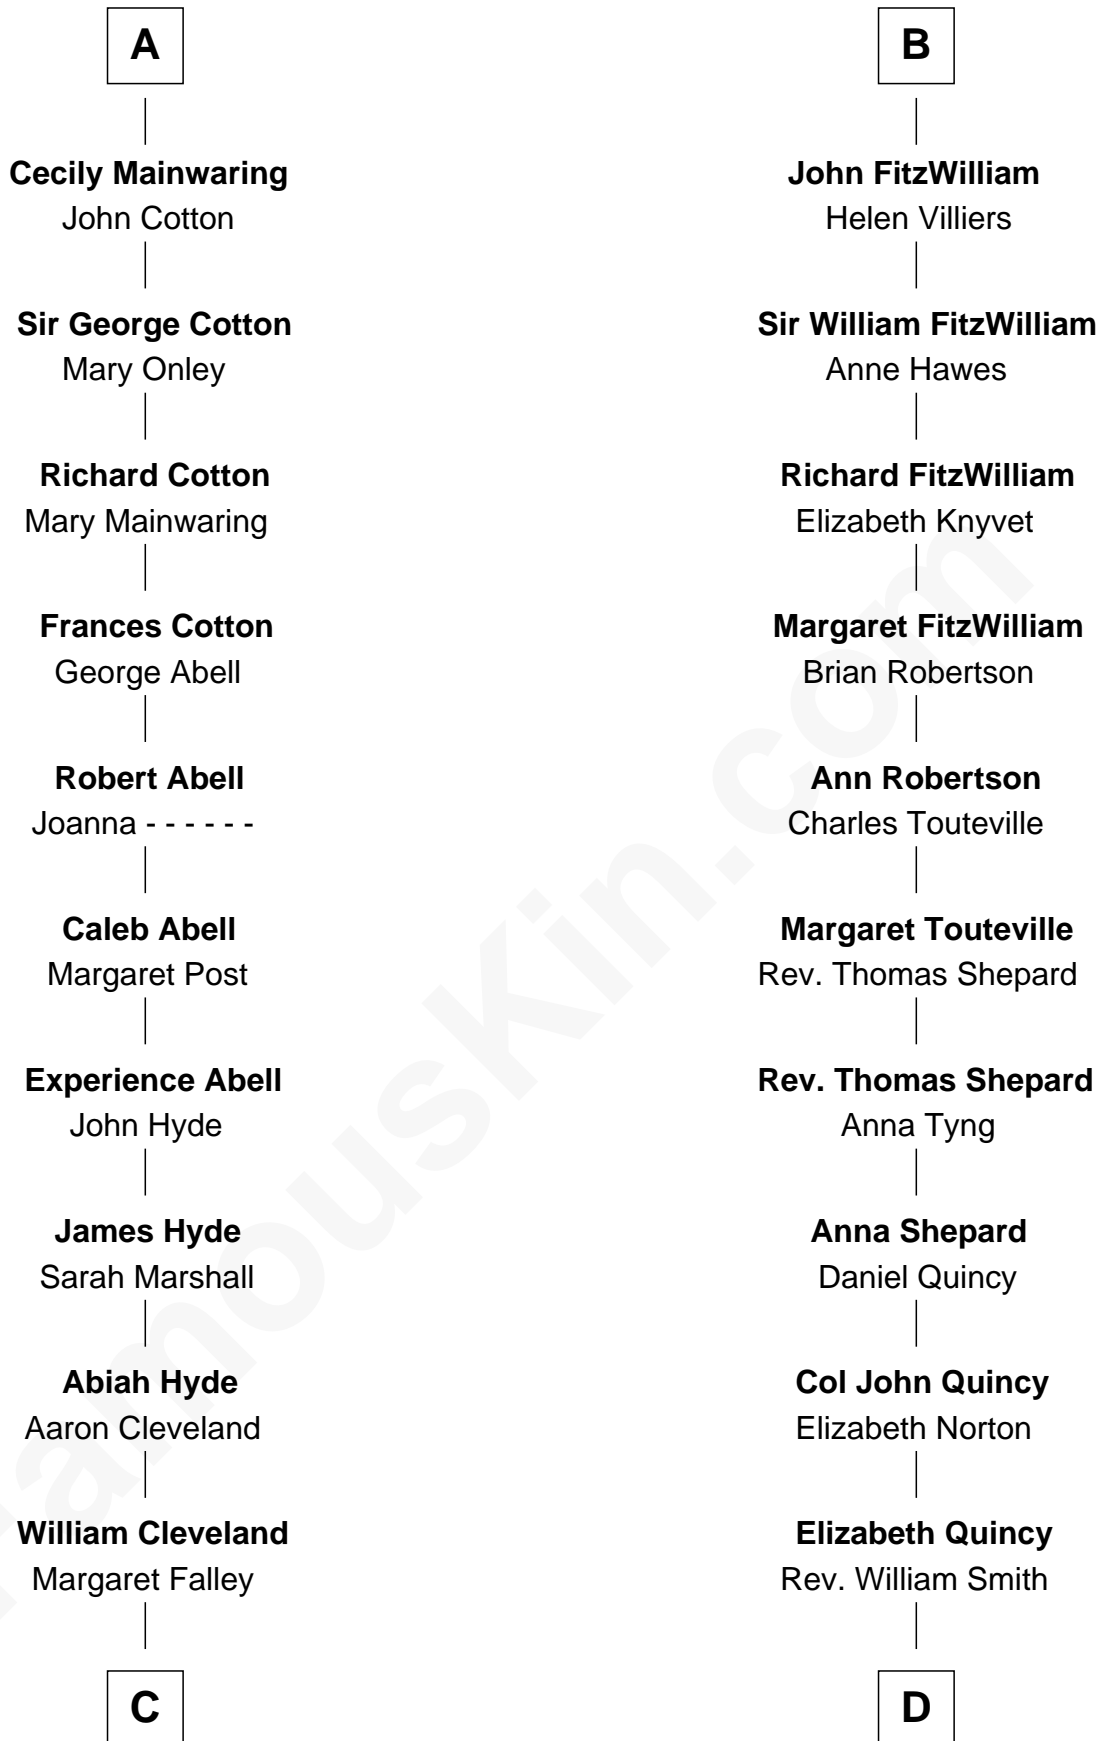 A
Cecily Mainwaring
John Cotton
Sir George Cotton
Mary Onley
Richard Cotton
Mary Mainwaring
Frances Cotton
George Abell
Robert Abell
Joanna - - - - - -
Caleb Abell
Margaret Post
Experience Abell
John Hyde
James Hyde
Sarah Marshall
Abiah Hyde
Aaron Cleveland
William Cleveland
Margaret Falley
C
B
John FitzWilliam
Helen Villiers
Sir William FitzWilliam
Anne Hawes
Richard FitzWilliam
Elizabeth Knyvet
Margaret FitzWilliam
Brian Robertson
Ann Robertson
Charles Touteville
Margaret Touteville
Rev. Thomas Shepard
Rev. Thomas Shepard
Anna Tyng
Anna Shepard
Daniel Quincy
Col John Quincy
Elizabeth Norton
Elizabeth Quincy
Rev. William Smith
D
FamousKin.com